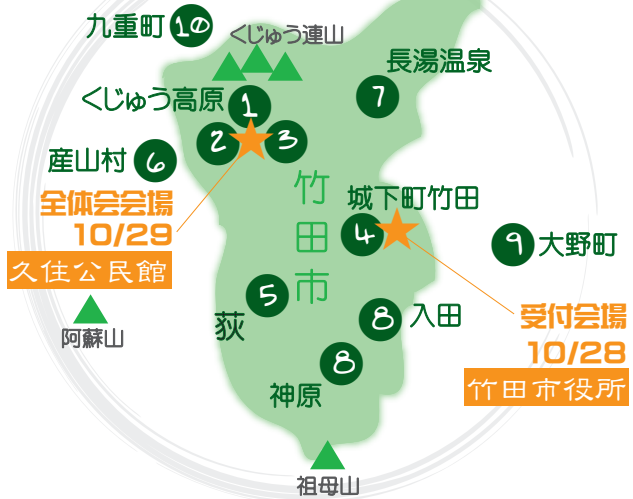 九重町 10
くじゅう連山
長湯温泉
7
くじゅう高原 1
2 3
産山村 6
全体会会場
10/29
久住公民館
竹田市
城下町竹田
4
9 大野町
5
荻
8 入田
阿蘇山
受付会場
10/28
竹田市役所
8
神原
祖母山